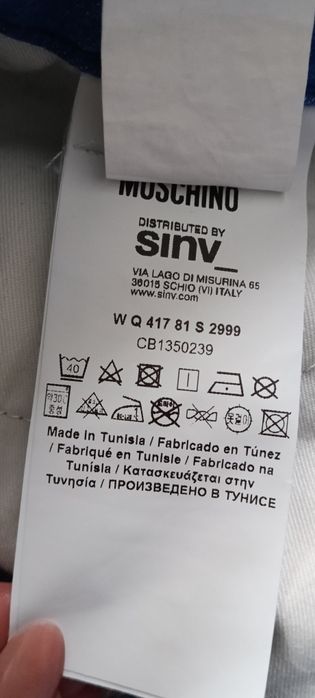 MOSCHINO
DISTRIBUTED BY
sinv_
VIA LAGO DI MISURINA 65
36015 SCHIO (VI) ITALY
www.sinv.com
W Q 417 81 S 2999
CB1350239
40
Made in Tunisia / Fabricado en Túnez
/ Fabriqué en Tunisie / Fabricado na
Tunísia / Κατασκευάζεται στην
Τυνησία / ПРОИЗВЕДЕНО В ТУНИСЕ